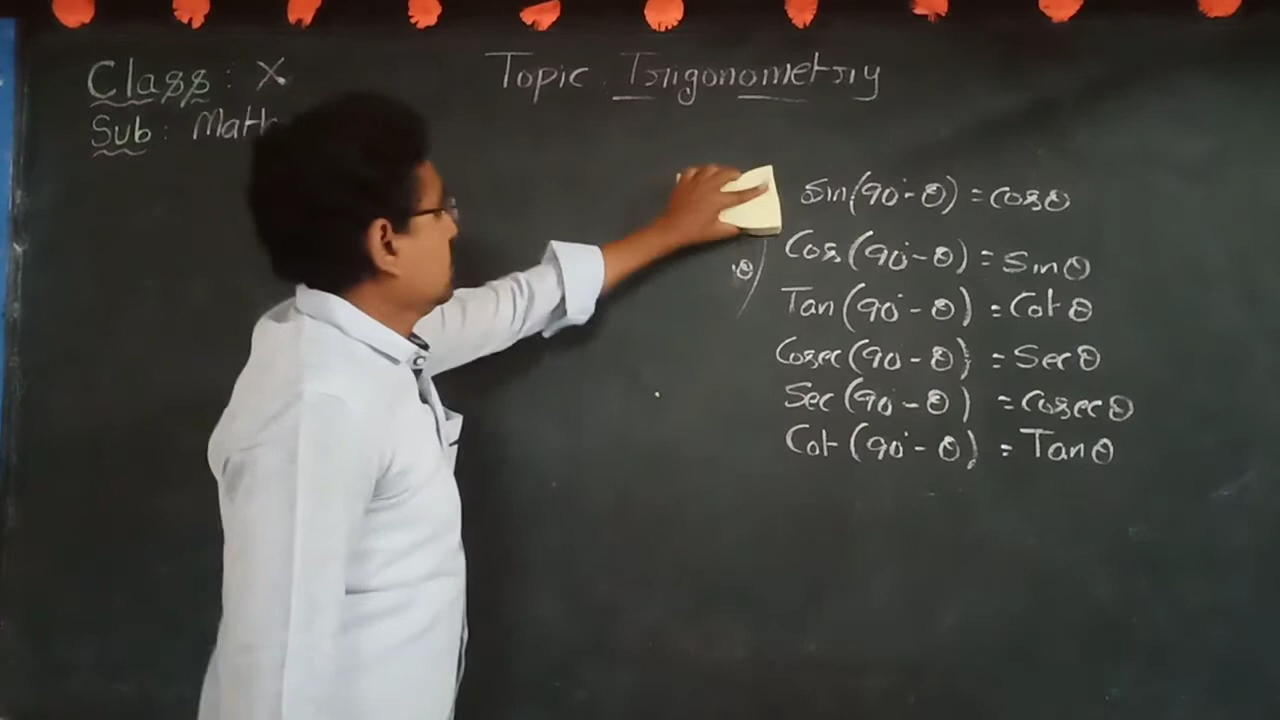 Class: X
Topic: Trigonometry
Sub: Math
sin(90°-θ) = cosθ
Cos(90°-θ) = sinθ
θ)
Tan(90°-θ) = Cotθ
Cosec(90-θ) = Secθ
Sec(90-θ) = Cosecθ
Cot(90°-θ) = Tanθ